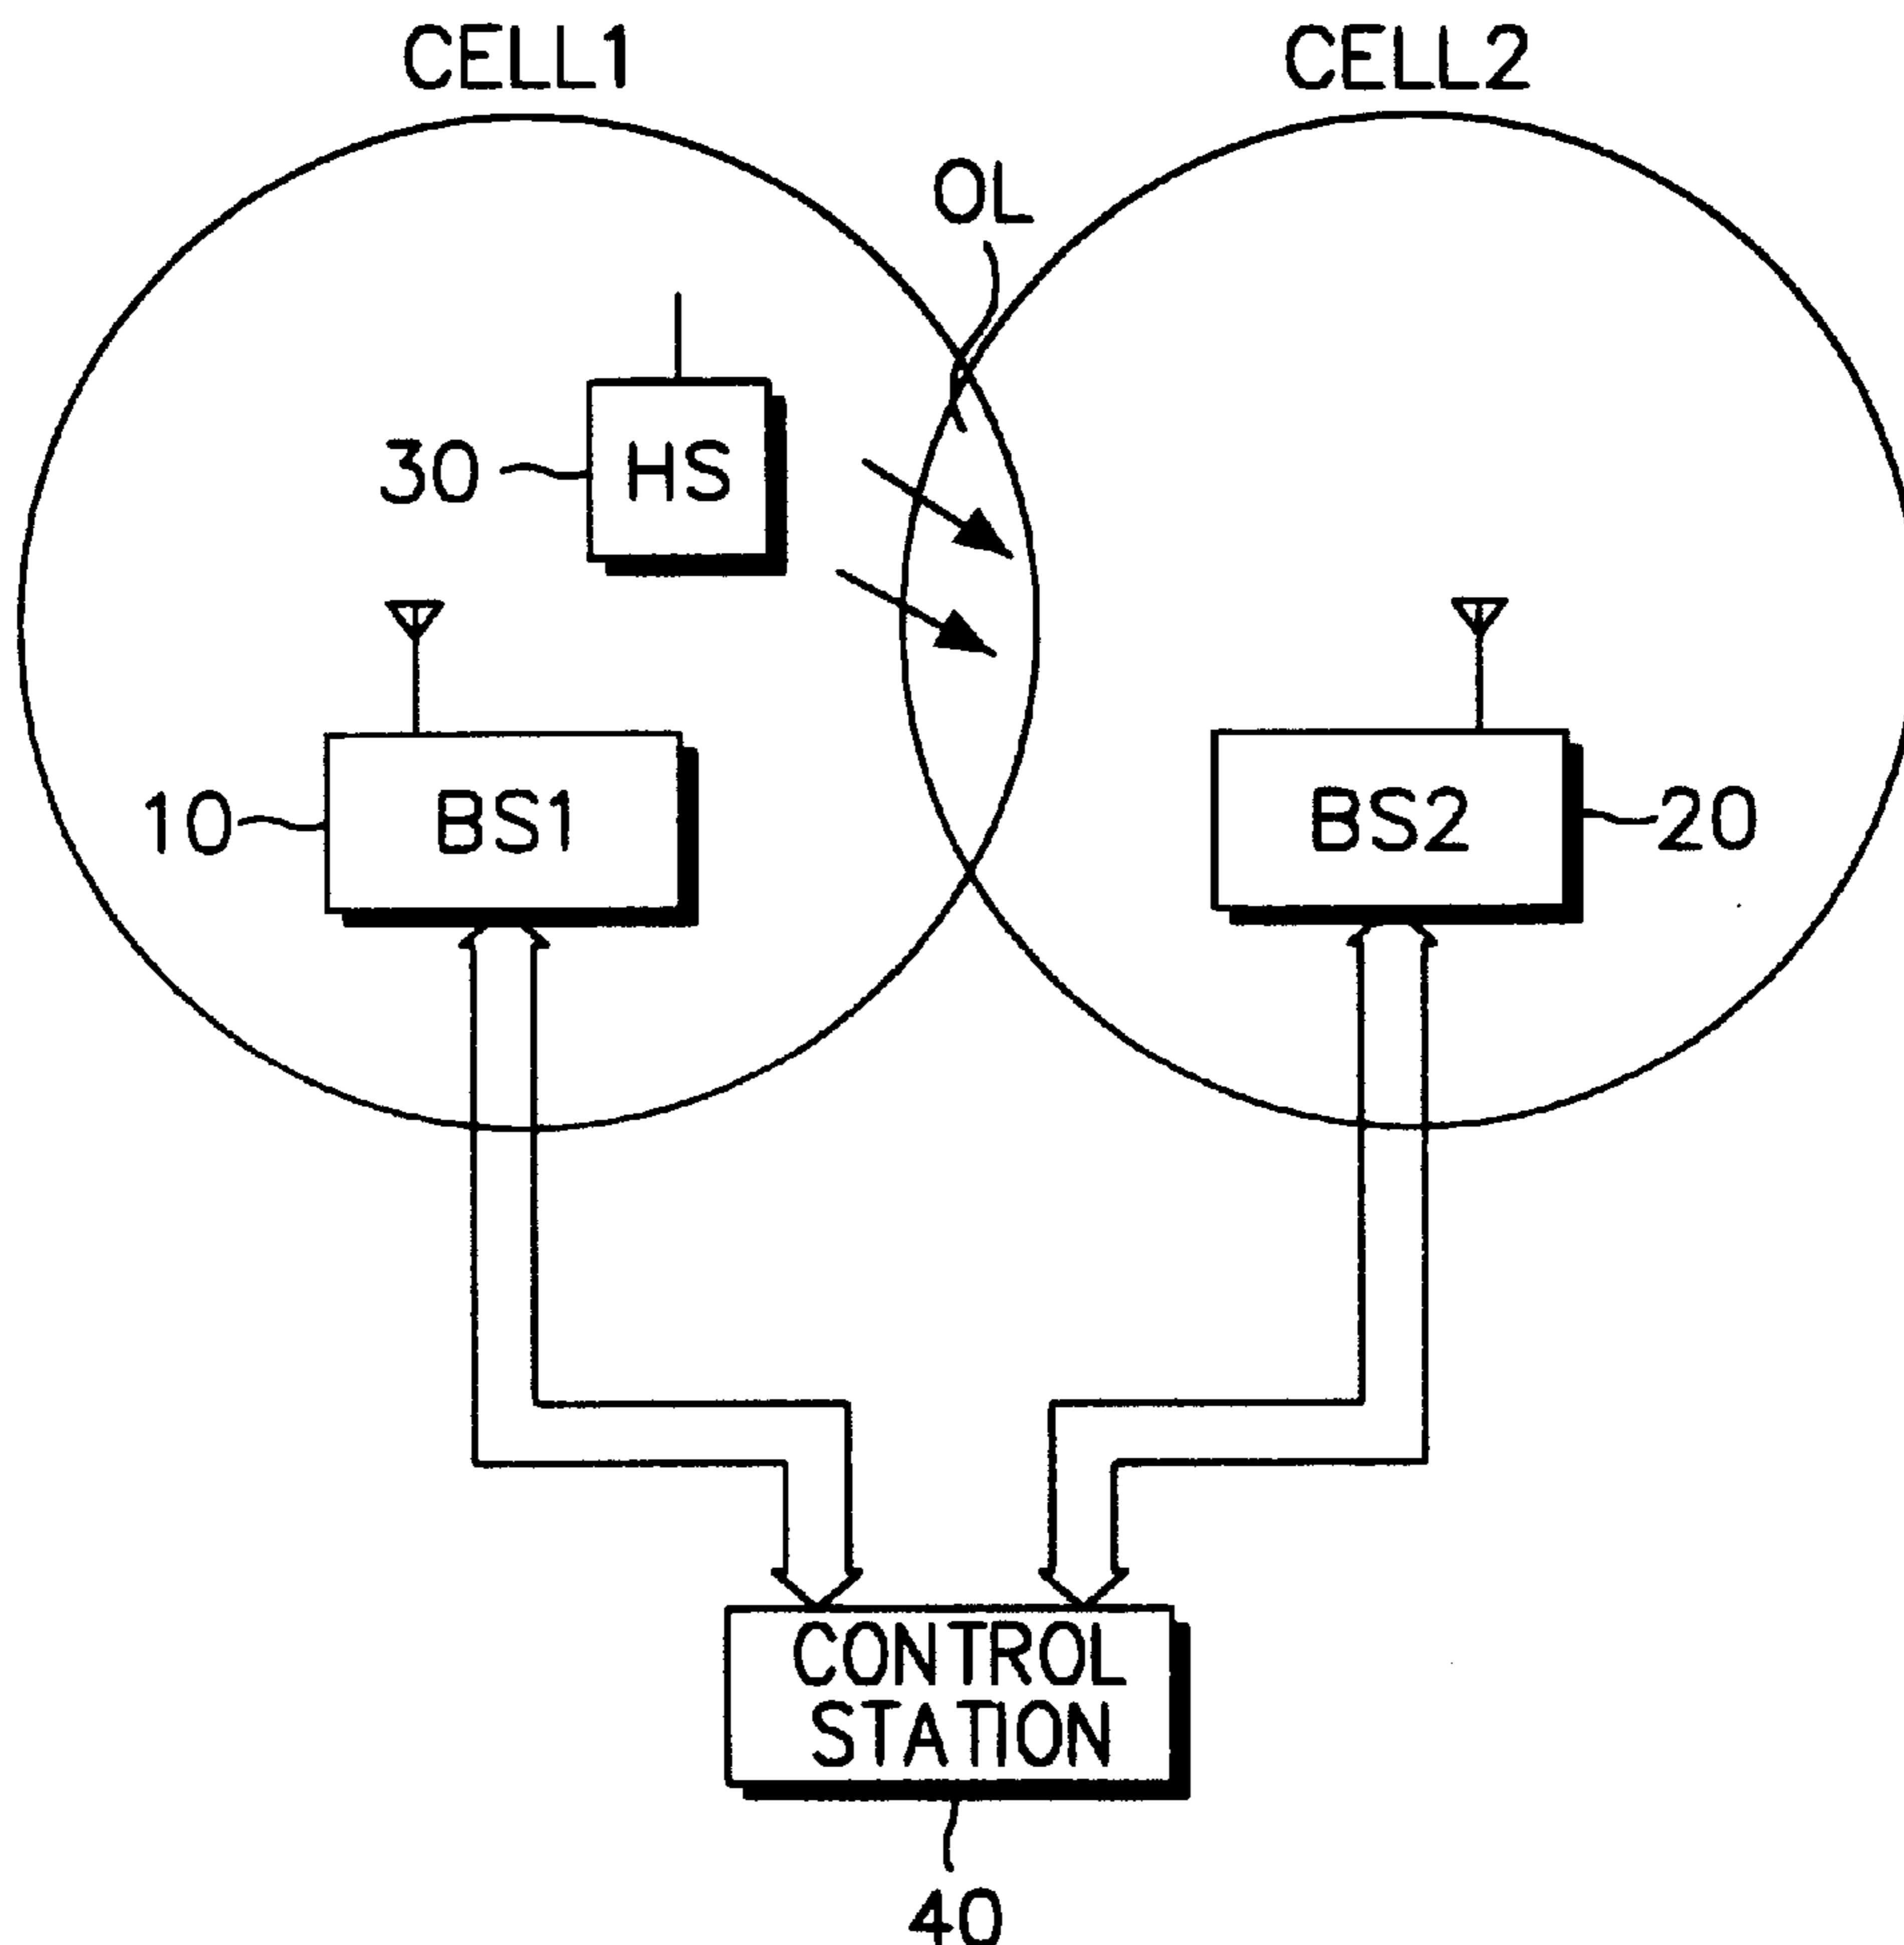 CELL1
CELL2
OL
30
HS
10
BS1
BS2
20
CONTROL
STATION
40